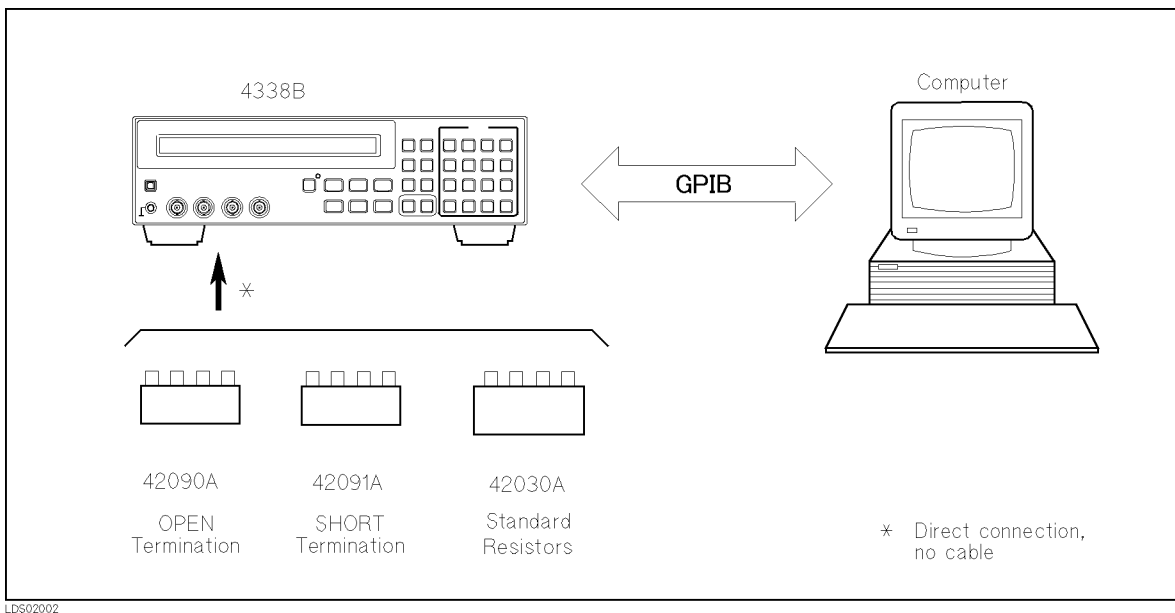 4338B
Computer
GPIB
*
42090A
OPEN
Termination
42091A
SHORT
Termination
42030A
Standard
Resistors
* Direct connection,
no cable
LDS02002